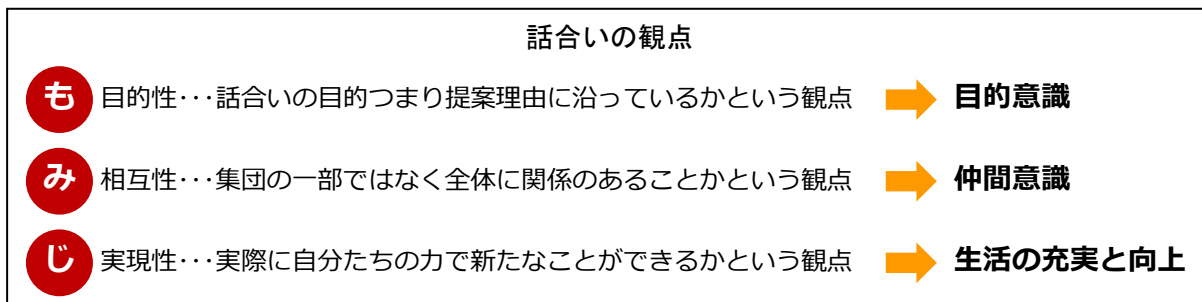 話合いの観点
も 目的性･･･話合いの目的つまり提案理由に沿っているかという観点 目的意識
み 相互性･･･集団の一部ではなく全体に関係のあることかという観点 仲間意識
じ 実現性･･･実際に自分たちの力で新たなことができるかという観点 生活の充実と向上